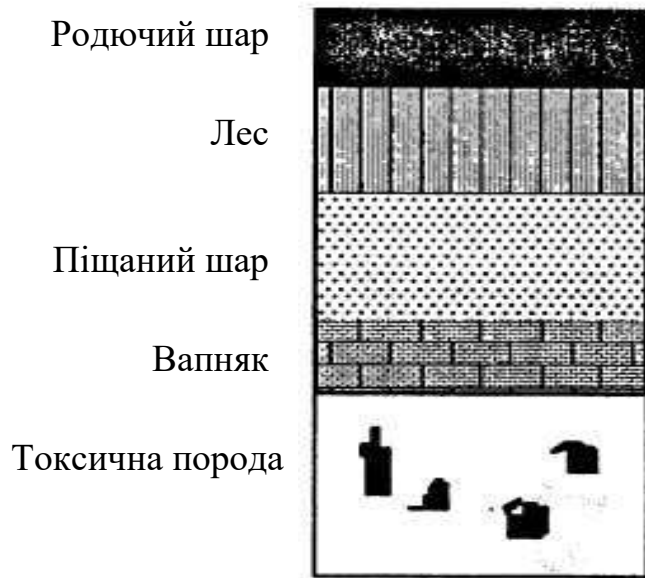 Родючий шар
Лес
Піщаний шар
Вапняк
Токсична порода